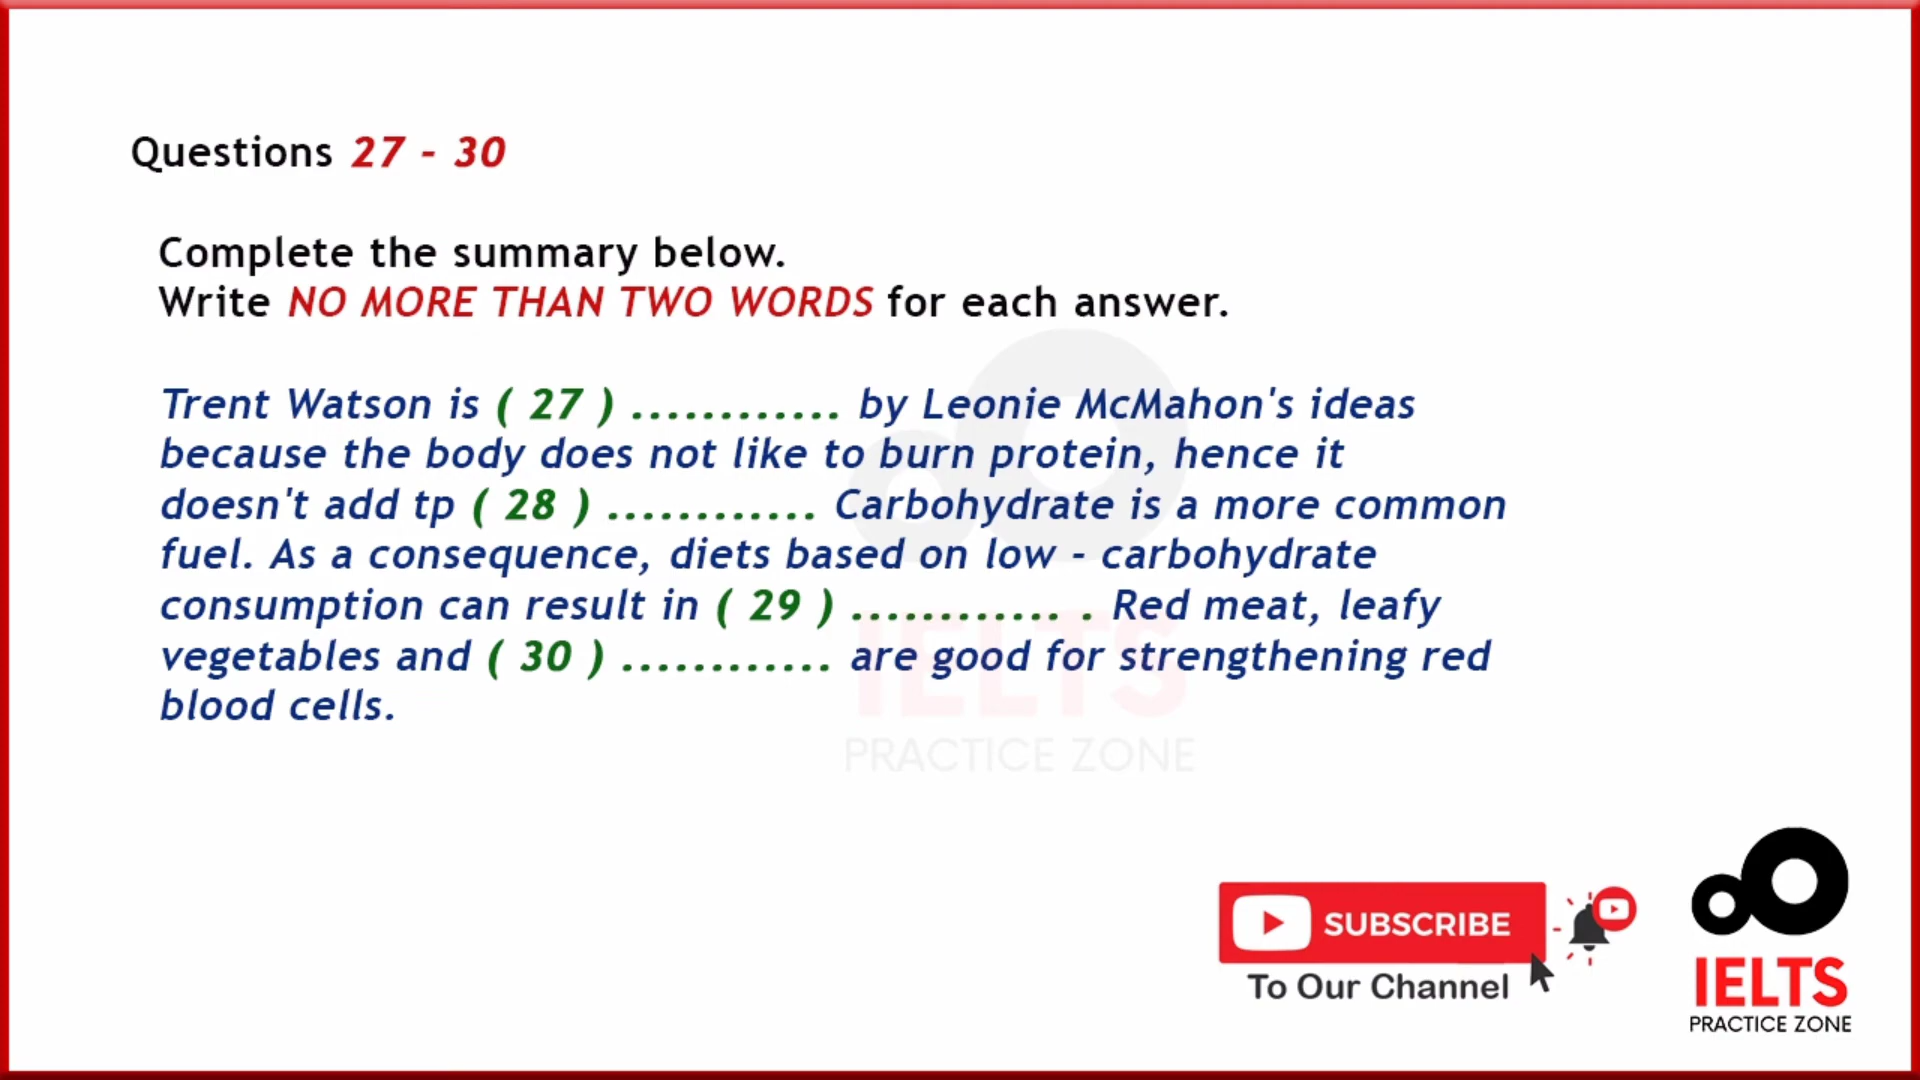 Questions 27 - 30
Complete the summary below.
Write NO MORE THAN TWO WORDS for each answer.
Trent Watson is ( 27 ) ............ by Leonie McMahon's ideas
because the body does not like to burn protein, hence it
doesn't add tp ( 28 ) ............ Carbohydrate is a more common
fuel. As a consequence, diets based on low - carbohydrate
consumption can result in ( 29 ) ............ . Red meat, leafy
vegetables and ( 30 ) ............ are good for strengthening red
blood cells.
IELTS
PRACTICE ZONE
SUBSCRIBE
To Our Channel
IELTS
PRACTICE ZONE